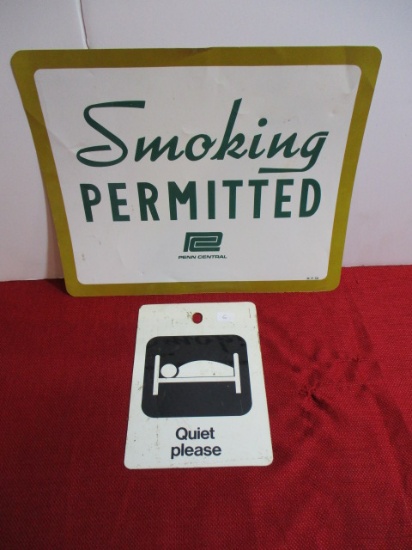 Smoking
PERMITTED
PENN CENTRAL
Quiet
please